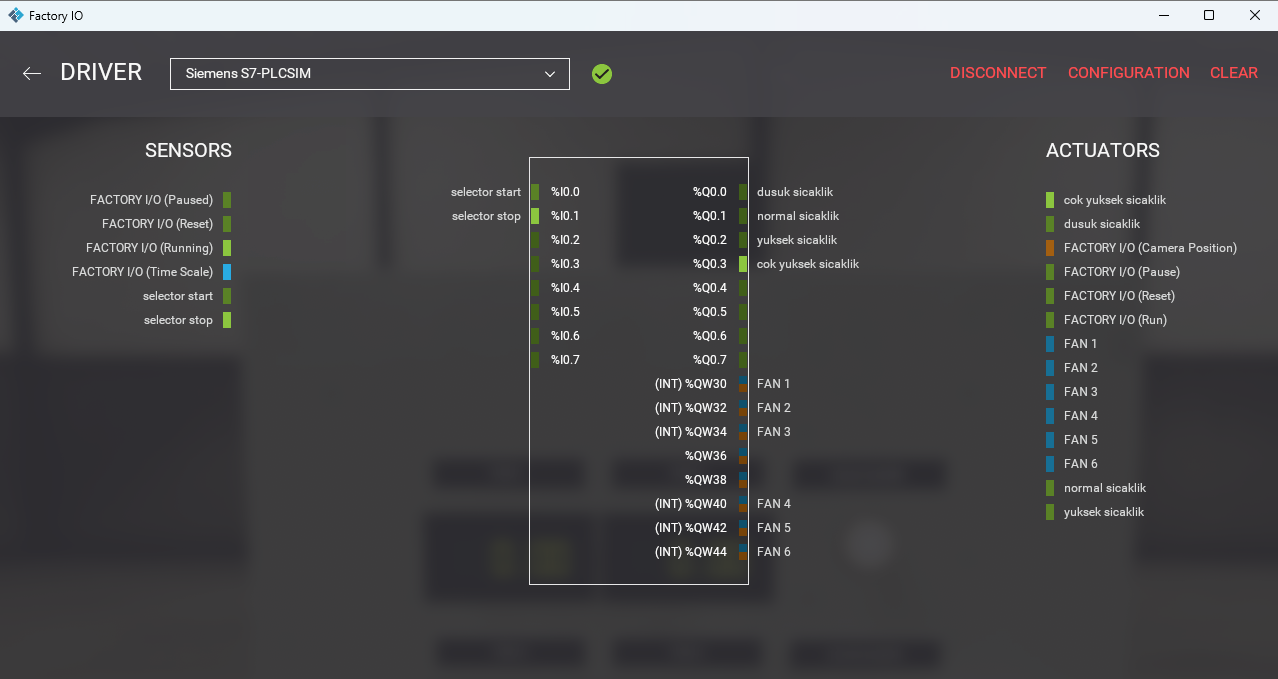 Factory IO
DRIVER
Siemens S7-PLCSIM
DISCONNECT
CONFIGURATION
CLEAR
SENSORS
FACTORY I/O (Paused)
FACTORY I/O (Reset)
FACTORY I/O (Running)
FACTORY I/O (Time Scale)
selector start
selector stop
selector start %I0.0 %Q0.0 dusuk sicaklik
selector stop %I0.1 %Q0.1 normal sicaklik
%I0.2 %Q0.2 yuksek sicaklik
%I0.3 %Q0.3 cok yuksek sicaklik
%I0.4 %Q0.4
%I0.5 %Q0.5
%I0.6 %Q0.6
%I0.7 %Q0.7
(INT) %QW30 FAN 1
(INT) %QW32 FAN 2
(INT) %QW34 FAN 3
%QW36
%QW38
(INT) %QW40 FAN 4
(INT) %QW42 FAN 5
(INT) %QW44 FAN 6
ACTUATORS
cok yuksek sicaklik
dusuk sicaklik
FACTORY I/O (Camera Position)
FACTORY I/O (Pause)
FACTORY I/O (Reset)
FACTORY I/O (Run)
FAN 1
FAN 2
FAN 3
FAN 4
FAN 5
FAN 6
normal sicaklik
yuksek sicaklik